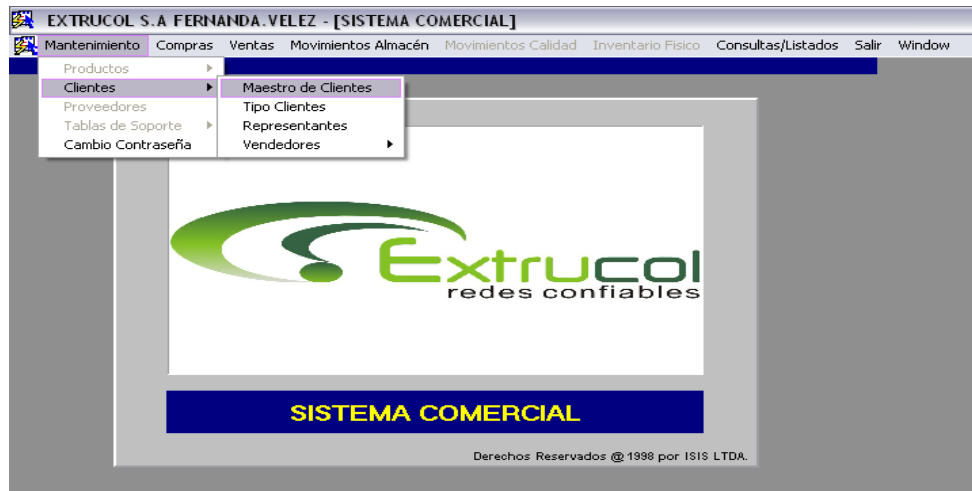 EXTRUCOL S.A FERNANDA.VELEZ - [SISTEMA COMERCIAL]
Mantenimiento Compras Ventas Movimientos Almacén Movimientos Calidad Inventario Fisico Consultas/Listados Salir Window
Productos
Clientes Maestro de Clientes
Proveedores Tipo Clientes
Tablas de Soporte Representantes
Cambio Contraseña Vendedores
Extrucol
redes confiables
SISTEMA COMERCIAL
Derechos Reservados @ 1998 por ISIS LTDA.